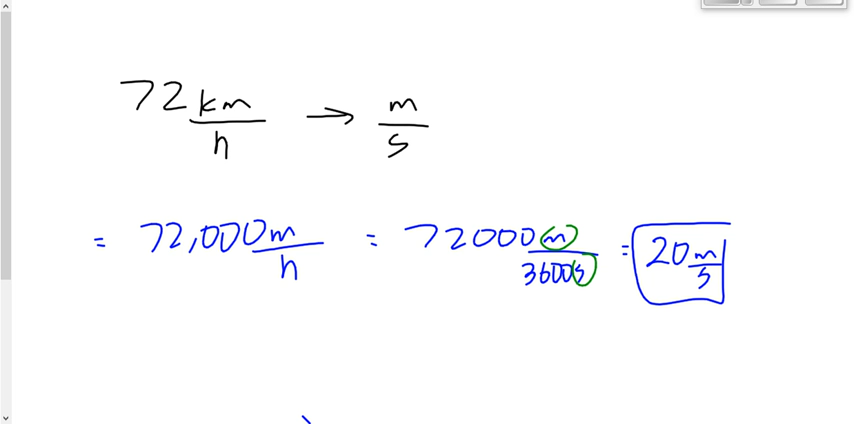 72 km/h → m/s
= 72,000 m/h = 72000 m/3600 s = 20 m/s